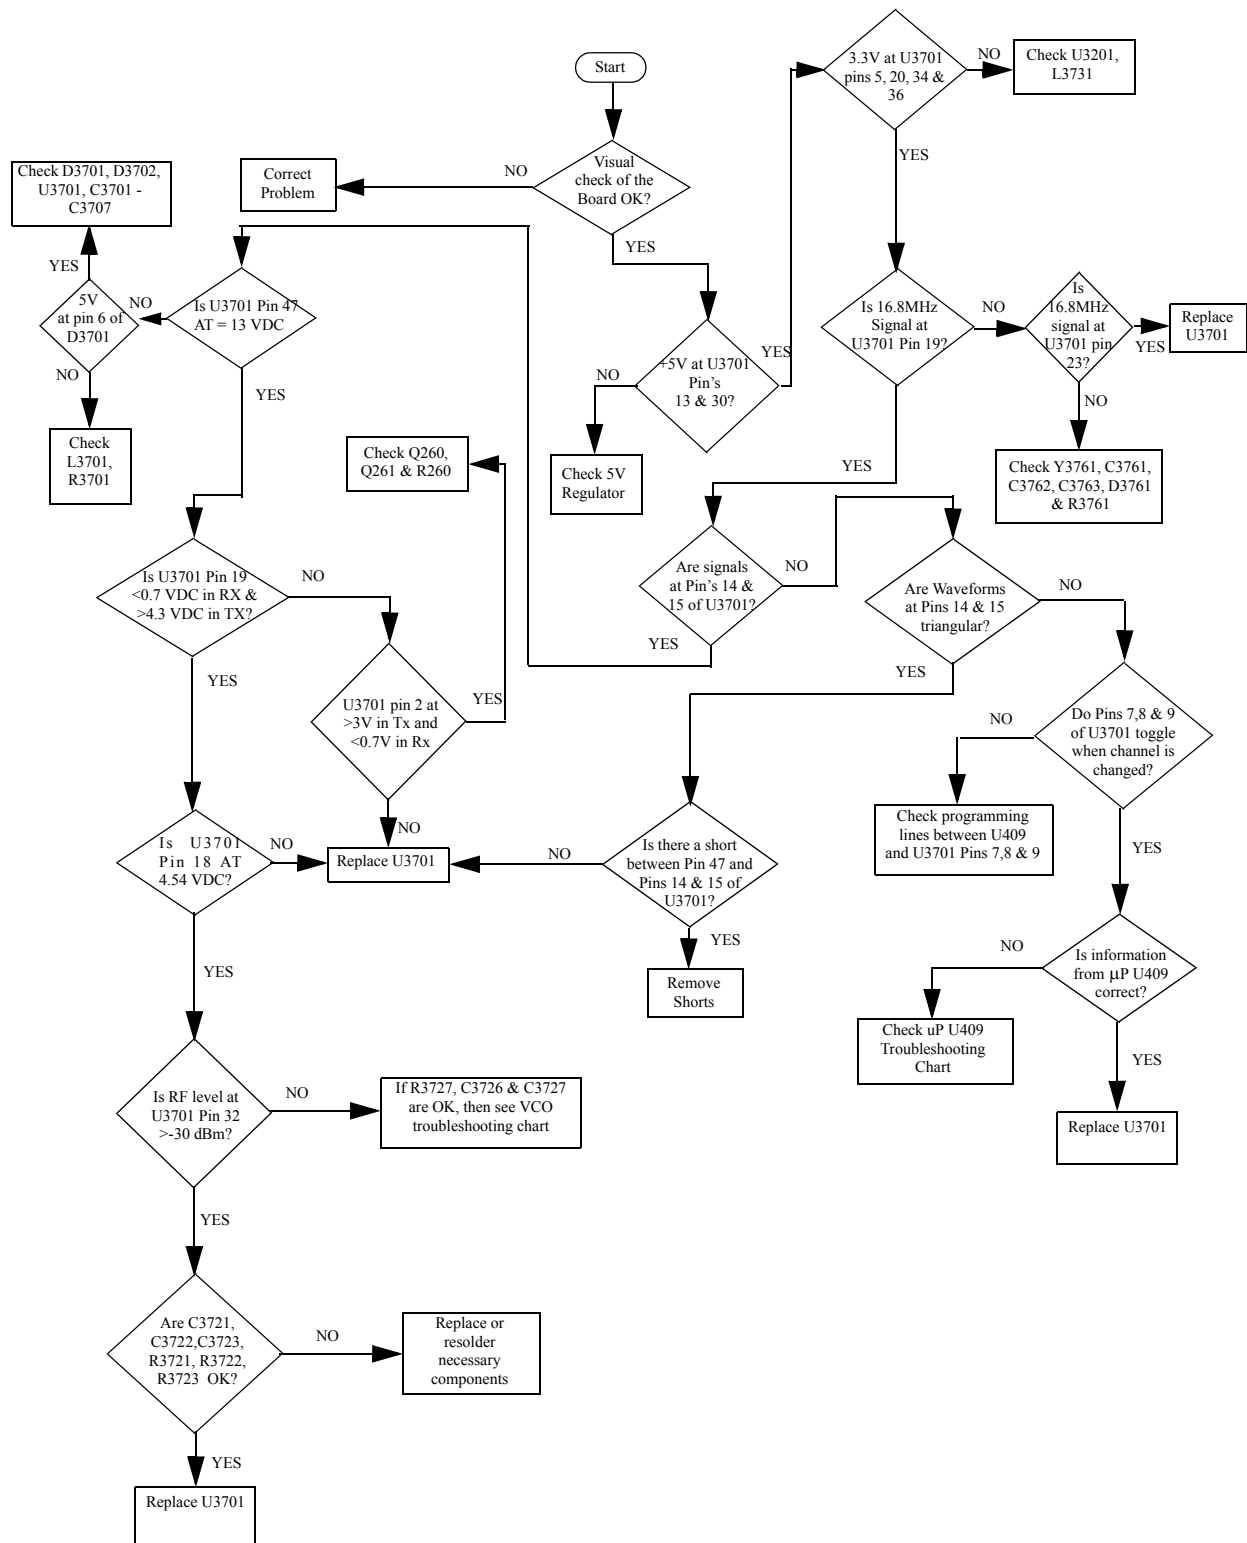 Start
Visual
check of the
Board OK?
NO
Correct
Problem
YES
+5V at U3701
Pin's
13 & 30?
NO
Check 5V
Regulator
YES
3.3V at U3701
pins 5, 20, 34 &
36
NO
Check U3201,
L3731
YES
Is 16.8MHz
Signal at
U3701 Pin 19?
NO
Is
16.8MHz
signal at
U3701 pin
23?
YES
Replace
U3701
NO
Check Y3761, C3761,
C3762, C3763, D3761
& R3761
YES
Are signals
at Pin's 14 &
15 of U3701?
NO
Are Waveforms
at Pins 14 & 15
triangular?
NO
Do Pins 7,8 & 9
of U3701 toggle
when channel is
changed?
NO
Check programming
lines between U409
and U3701 Pins 7,8 & 9
YES
Is information
from μP U409
correct?
NO
Check uP U409
Troubleshooting
Chart
YES
Replace U3701
YES
Is there a short
between Pin 47 and
Pins 14 & 15 of
U3701?
NO
YES
Remove
Shorts
YES
Is U3701 Pin 47
AT = 13 VDC
NO
5V
at pin 6 of
D3701
YES
Check D3701, D3702,
U3701, C3701 -
C3707
NO
Check
L3701,
R3701
YES
Is U3701 Pin 19
<0.7 VDC in RX &
>4.3 VDC in TX?
NO
U3701 pin 2 at
>3V in Tx and
<0.7V in Rx
YES
Check Q260,
Q261 & R260
NO
Replace U3701
YES
Is U3701
Pin 18 AT
4.54 VDC?
NO
YES
Is RF level at
U3701 Pin 32
>-30 dBm?
NO
If R3727, C3726 & C3727
are OK, then see VCO
troubleshooting chart
YES
Are C3721,
C3722,C3723,
R3721, R3722,
R3723 OK?
NO
Replace or
resolder
necessary
components
YES
Replace U3701